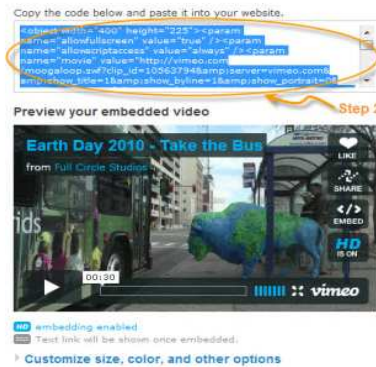 Copy the code below and paste it into your website.
<object width="400" height="225"><param
name="allowfullscreen" value="true" /><param
name="allowscriptaccess" value="always" /><param
name="movie" value="http://vimeo.com
/moogaloop.swf?clip_id=10563794&amp;server=vimeo.com&
amp;show_title=1&amp;show_byline=1&amp;show_portrait=0&
Step 2
Preview your embedded video
Earth Day 2010 - Take the Bus
from Full Circle Studios
LIKE
SHARE
</>
EMBED
HD
IS ON
ids
00:30
vimeo
HD embedding enabled
Text link will be shown once embedded.
Customize size, color, and other options